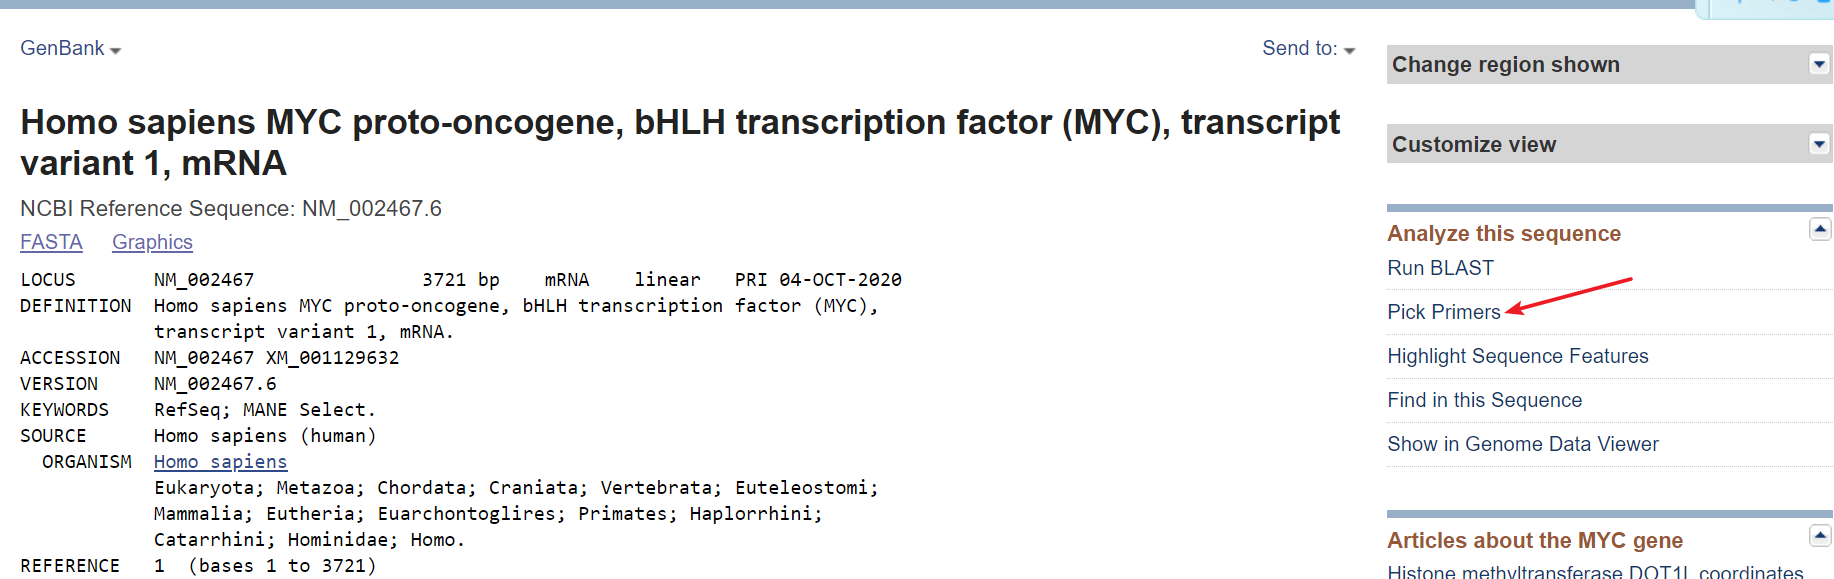 GenBank
Send to:
Homo sapiens MYC proto-oncogene, bHLH transcription factor (MYC), transcript
variant 1, mRNA
NCBI Reference Sequence: NM_002467.6
FASTA Graphics
LOCUS NM_002467 3721 bp mRNA linear PRI 04-OCT-2020
DEFINITION Homo sapiens MYC proto-oncogene, bHLH transcription factor (MYC),
transcript variant 1, mRNA.
ACCESSION NM_002467 XM_001129632
VERSION NM_002467.6
KEYWORDS RefSeq; MANE Select.
SOURCE Homo sapiens (human)
ORGANISM Homo sapiens
Eukaryota; Metazoa; Chordata; Craniata; Vertebrata; Euteleostomi;
Mammalia; Eutheria; Euarchontoglires; Primates; Haplorrhini;
Catarrhini; Hominidae; Homo.
REFERENCE 1 (bases 1 to 3721)
Change region shown
Customize view
Analyze this sequence
Run BLAST
Pick Primers
Highlight Sequence Features
Find in this Sequence
Show in Genome Data Viewer
Articles about the MYC gene
Histone methyltransferase DOT1L coordinates